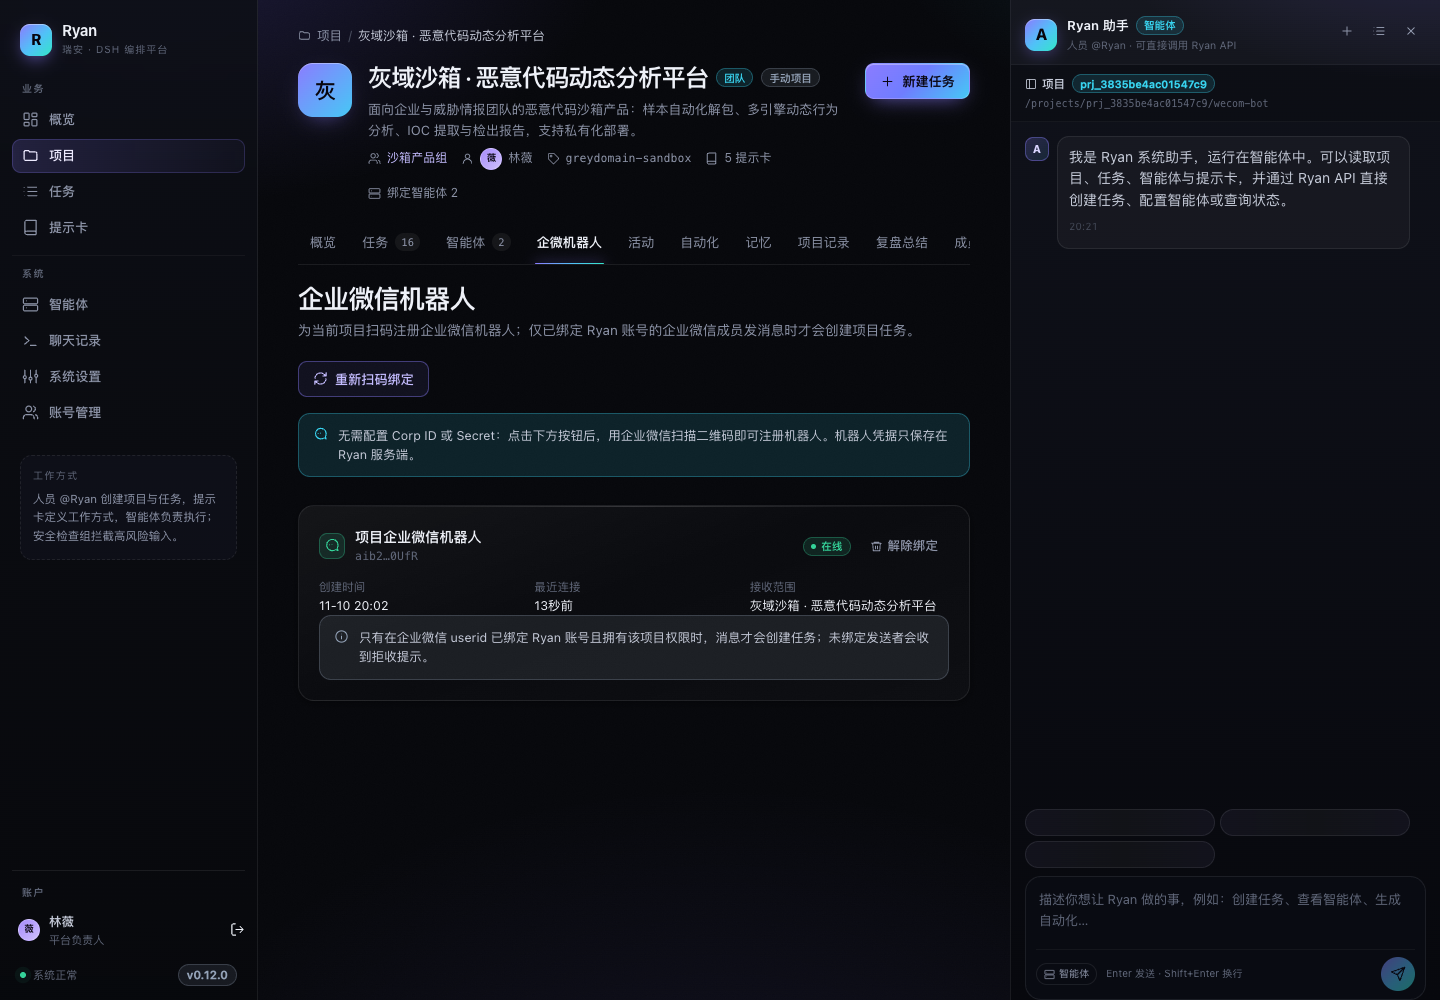 R
Ryan
瑞安 · DSH 编排平台
业务
概览
项目
任务
提示卡
系统
智能体
聊天记录
系统设置
账号管理
工作方式
人员 @Ryan 创建项目与任务，提示
卡定义工作方式，智能体负责执行；
安全检查组拦截高风险输入。
账户
薇
林薇
平台负责人
系统正常
v0.12.0
项目 / 灰域沙箱 · 恶意代码动态分析平台
灰
灰域沙箱 · 恶意代码动态分析平台 团队 手动项目
新建任务
面向企业与威胁情报团队的恶意代码沙箱产品：样本自动化解包、多引擎动态行为
分析、IOC 提取与检出报告，支持私有化部署。
沙箱产品组 薇 林薇 greydomain-sandbox 5 提示卡
绑定智能体 2
概览 任务 16 智能体 2 企微机器人 活动 自动化 记忆 项目记录 复盘总结
企业微信机器人
为当前项目扫码注册企业微信机器人；仅已绑定 Ryan 账号的企业微信成员发消息时才会创建项目任务。
重新扫码绑定
无需配置 Corp ID 或 Secret：点击下方按钮后，用企业微信扫描二维码即可注册机器人。机器人凭据只保存在
Ryan 服务端。
项目企业微信机器人
aib2…0UfR
在线
解除绑定
创建时间 最近连接 接收范围
11-10 20:02 13秒前 灰域沙箱 · 恶意代码动态分析平台
只有在企业微信 userid 已绑定 Ryan 账号且拥有该项目权限时，消息才会创建任务；未绑定发送者会收
到拒收提示。
A
Ryan 助手 智能体
人员 @Ryan · 可直接调用 Ryan API
项目 prj_3835be4ac01547c9
/projects/prj_3835be4ac01547c9/wecom-bot
A
我是 Ryan 系统助手，运行在智能体中。可以读取项
目、任务、智能体与提示卡，并通过 Ryan API 直接
创建任务、配置智能体或查询状态。
20:21
描述你想让 Ryan 做的事，例如：创建任务、查看智能体、生成
自动化...
智能体 Enter 发送 · Shift+Enter 换行